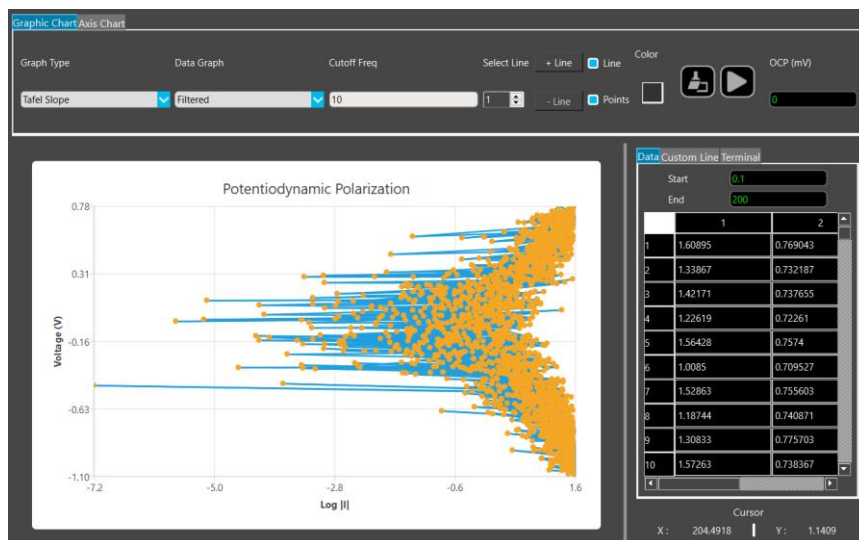 Graphic Chart Axis Chart
Graph Type Data Graph Cutoff Freq Select Line + Line Line Color OCP (mV)
Tafel Slope Filtered 10 1 - Line Points 0
Data Custom Line Terminal
Start 0.1
End 200
Potentiodynamic Polarization
0.78
0.31
-0.16
-0.63
-1.10
Voltage (V)
-7.2 -5.0 -2.8 -0.6 1.6
Log |I|
1 2
1 1.60895 0.769043
2 1.33867 0.732187
3 1.42171 0.737655
4 1.22619 0.72261
5 1.56428 0.7574
6 1.0085 0.709527
7 1.52863 0.755603
8 1.18744 0.740871
9 1.30833 0.775703
10 1.57263 0.738367
Cursor
X : 204.4918 Y : 1.1409